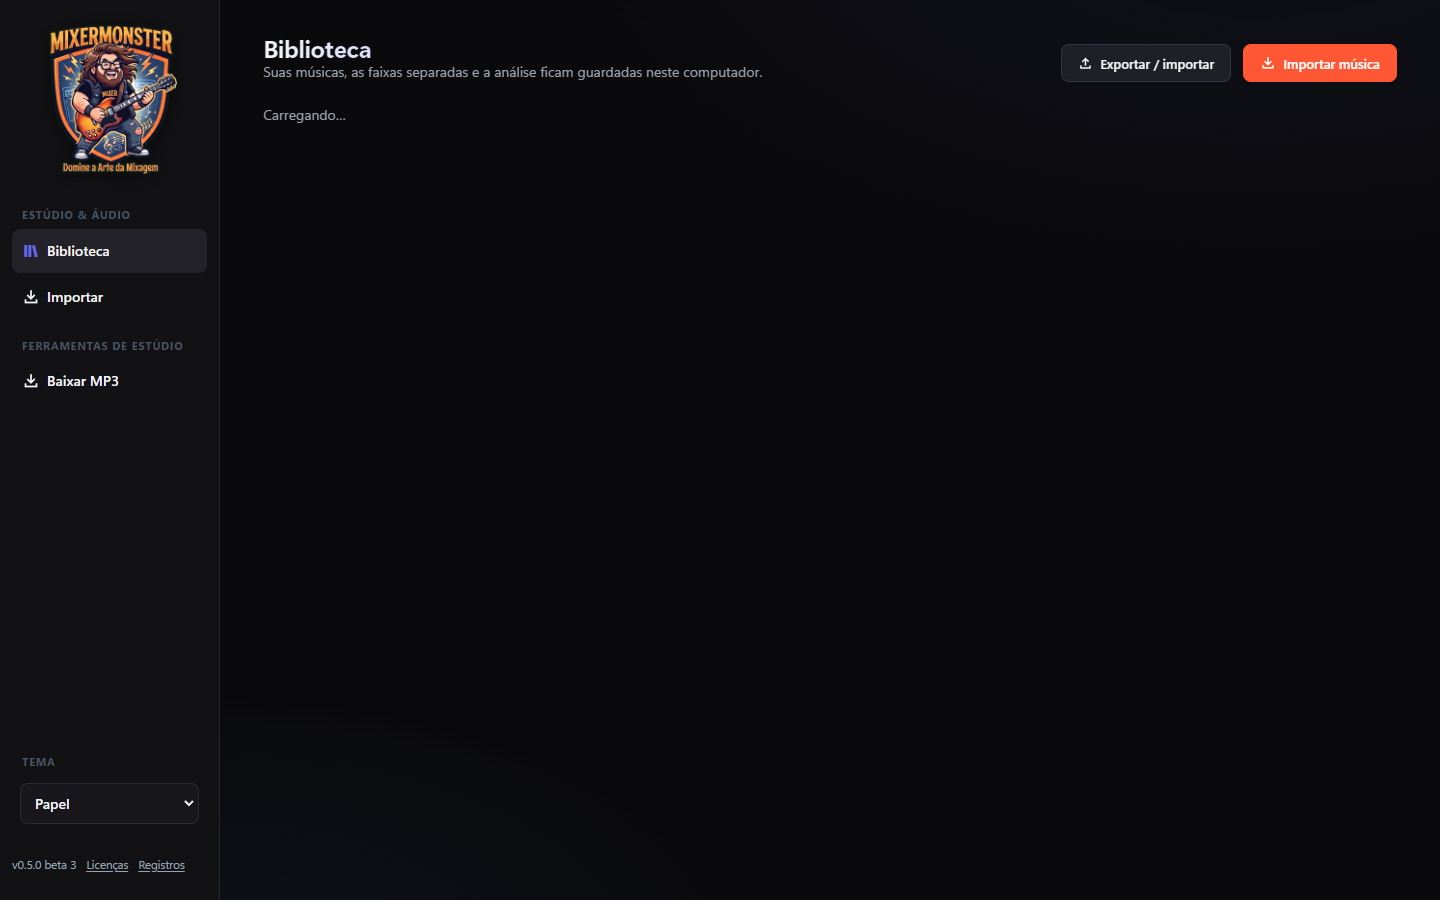 MIXERMONSTER
MIXER
Domine a Arte da Mixagem
ESTÚDIO & ÁUDIO
Biblioteca
Importar
FERRAMENTAS DE ESTÚDIO
Baixar MP3
TEMA
Papel
v0.5.0 beta 3 Licenças Registros
Biblioteca
Suas músicas, as faixas separadas e a análise ficam guardadas neste computador.
Exportar / importar
Importar música
Carregando...